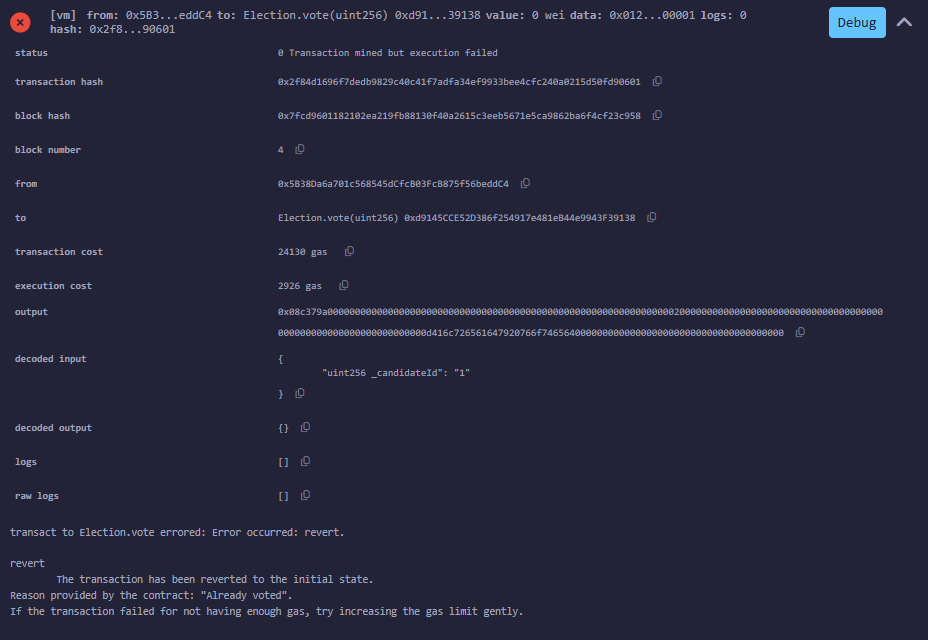 [vm] from: 0x5B3...eddC4 to: Election.vote(uint256) 0xd91...39138 value: 0 wei data: 0x012...00001 logs: 0
hash: 0x2f8...90601
Debug
status 0 Transaction mined but execution failed
transaction hash 0x2f84d1696f7dedb9829c40c41f7adfa34ef9933bee4cfc240a0215d50fd90601
block hash 0x7fcd9601182102ea219fb88130f40a2615c3eeb5671e5ca9862ba6f4cf23c958
block number 4
from 0x5B38Da6a701c568545dCfcB03FcB875f56beddC4
to Election.vote(uint256) 0xd9145CCE52D386f254917e481eB44e9943F39138
transaction cost 24130 gas
execution cost 2926 gas
output 0x08c379a00000000000000000000000000000000000000000000000000000000000000020000000000000000000000000000000000000
000000000000000000000000000d416c726561647920766f74656400000000000000000000000000000000000000
decoded input {
"uint256 _candidateId": "1"
}
decoded output {}
logs []
raw logs []
transact to Election.vote errored: Error occurred: revert.
revert
The transaction has been reverted to the initial state.
Reason provided by the contract: "Already voted".
If the transaction failed for not having enough gas, try increasing the gas limit gently.